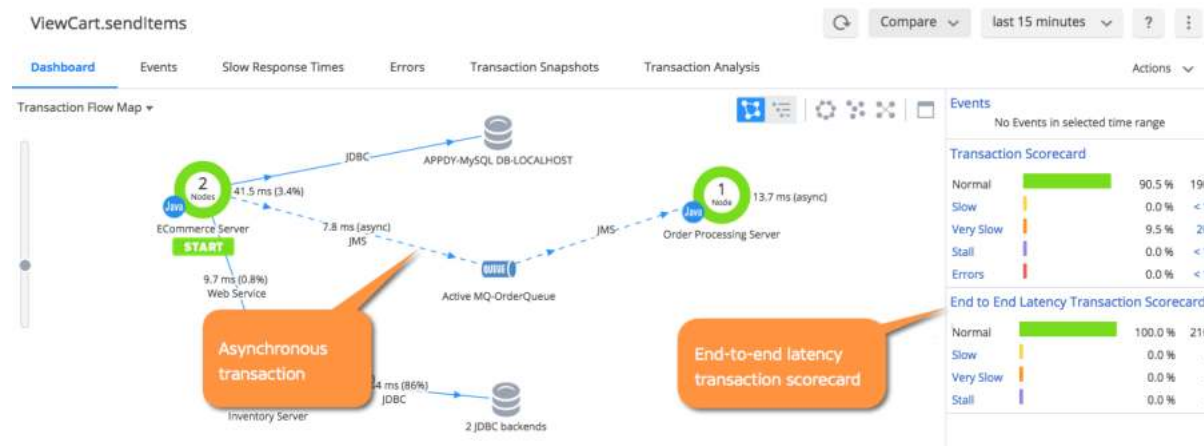 ViewCart.sendItems
Compare
last 15 minutes
?
Dashboard
Events
Slow Response Times
Errors
Transaction Snapshots
Transaction Analysis
Actions
Transaction Flow Map
Events
No Events in selected time range
Transaction Scorecard
Normal 90.5 %
Slow 0.0 %
Very Slow 9.5 %
Stall 0.0 %
Errors 0.0 %
End to End Latency Transaction Scorecard
Normal 100.0 %
Slow 0.0 %
Very Slow 0.0 %
Stall 0.0 %
JDBC
APPDY-MySQL DB-LOCALHOST
2
Nodes
Java
41.5 ms (3.4%)
ECommerce Server
START
7.8 ms (async)
JMS
JMS
1
Node
Java
13.7 ms (async)
Order Processing Server
QUEUE
Active MQ-OrderQueue
9.7 ms (0.8%)
Web Service
Asynchronous
transaction
End-to-end latency
transaction scorecard
4 ms (86%)
JDBC
Inventory Server
2 JDBC backends